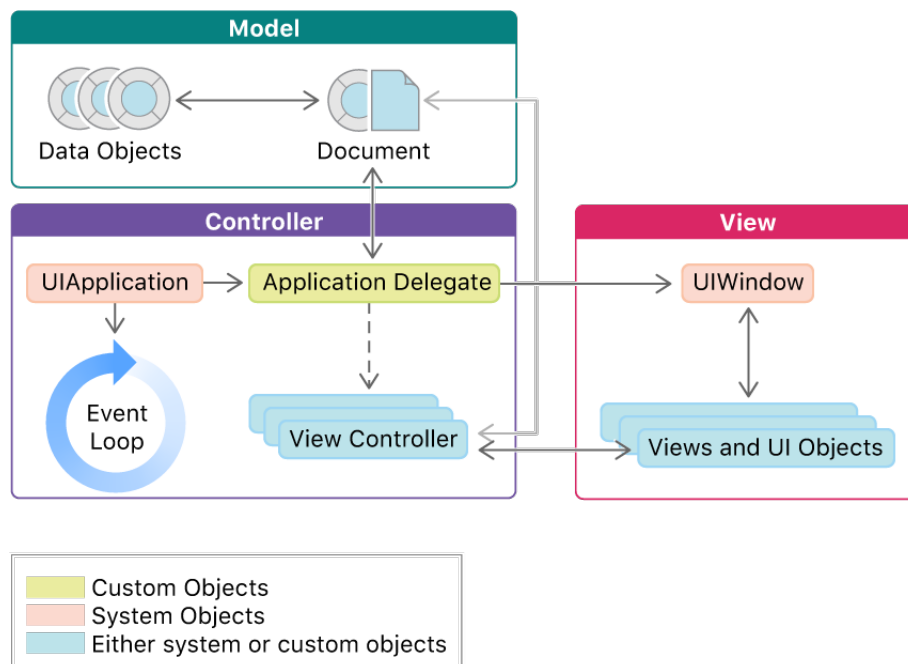 Model
Data Objects
Document
Controller
UIApplication
Application Delegate
Event
Loop
View Controller
View
UIWindow
Views and UI Objects
Custom Objects
System Objects
Either system or custom objects